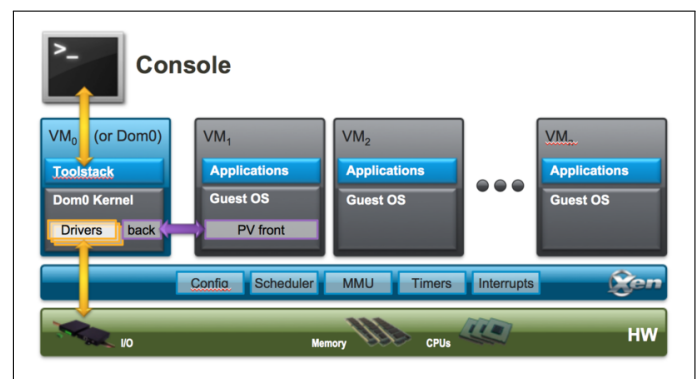 >_
Console
VM0 (or Dom0)
VM1
VM2
VMn
Toolstack
Applications
Applications
Applications
Dom0 Kernel
Guest OS
Guest OS
Guest OS
Drivers
back
PV front
Config
Scheduler
MMU
Timers
Interrupts
Xen
I/O
Memory
CPUs
HW